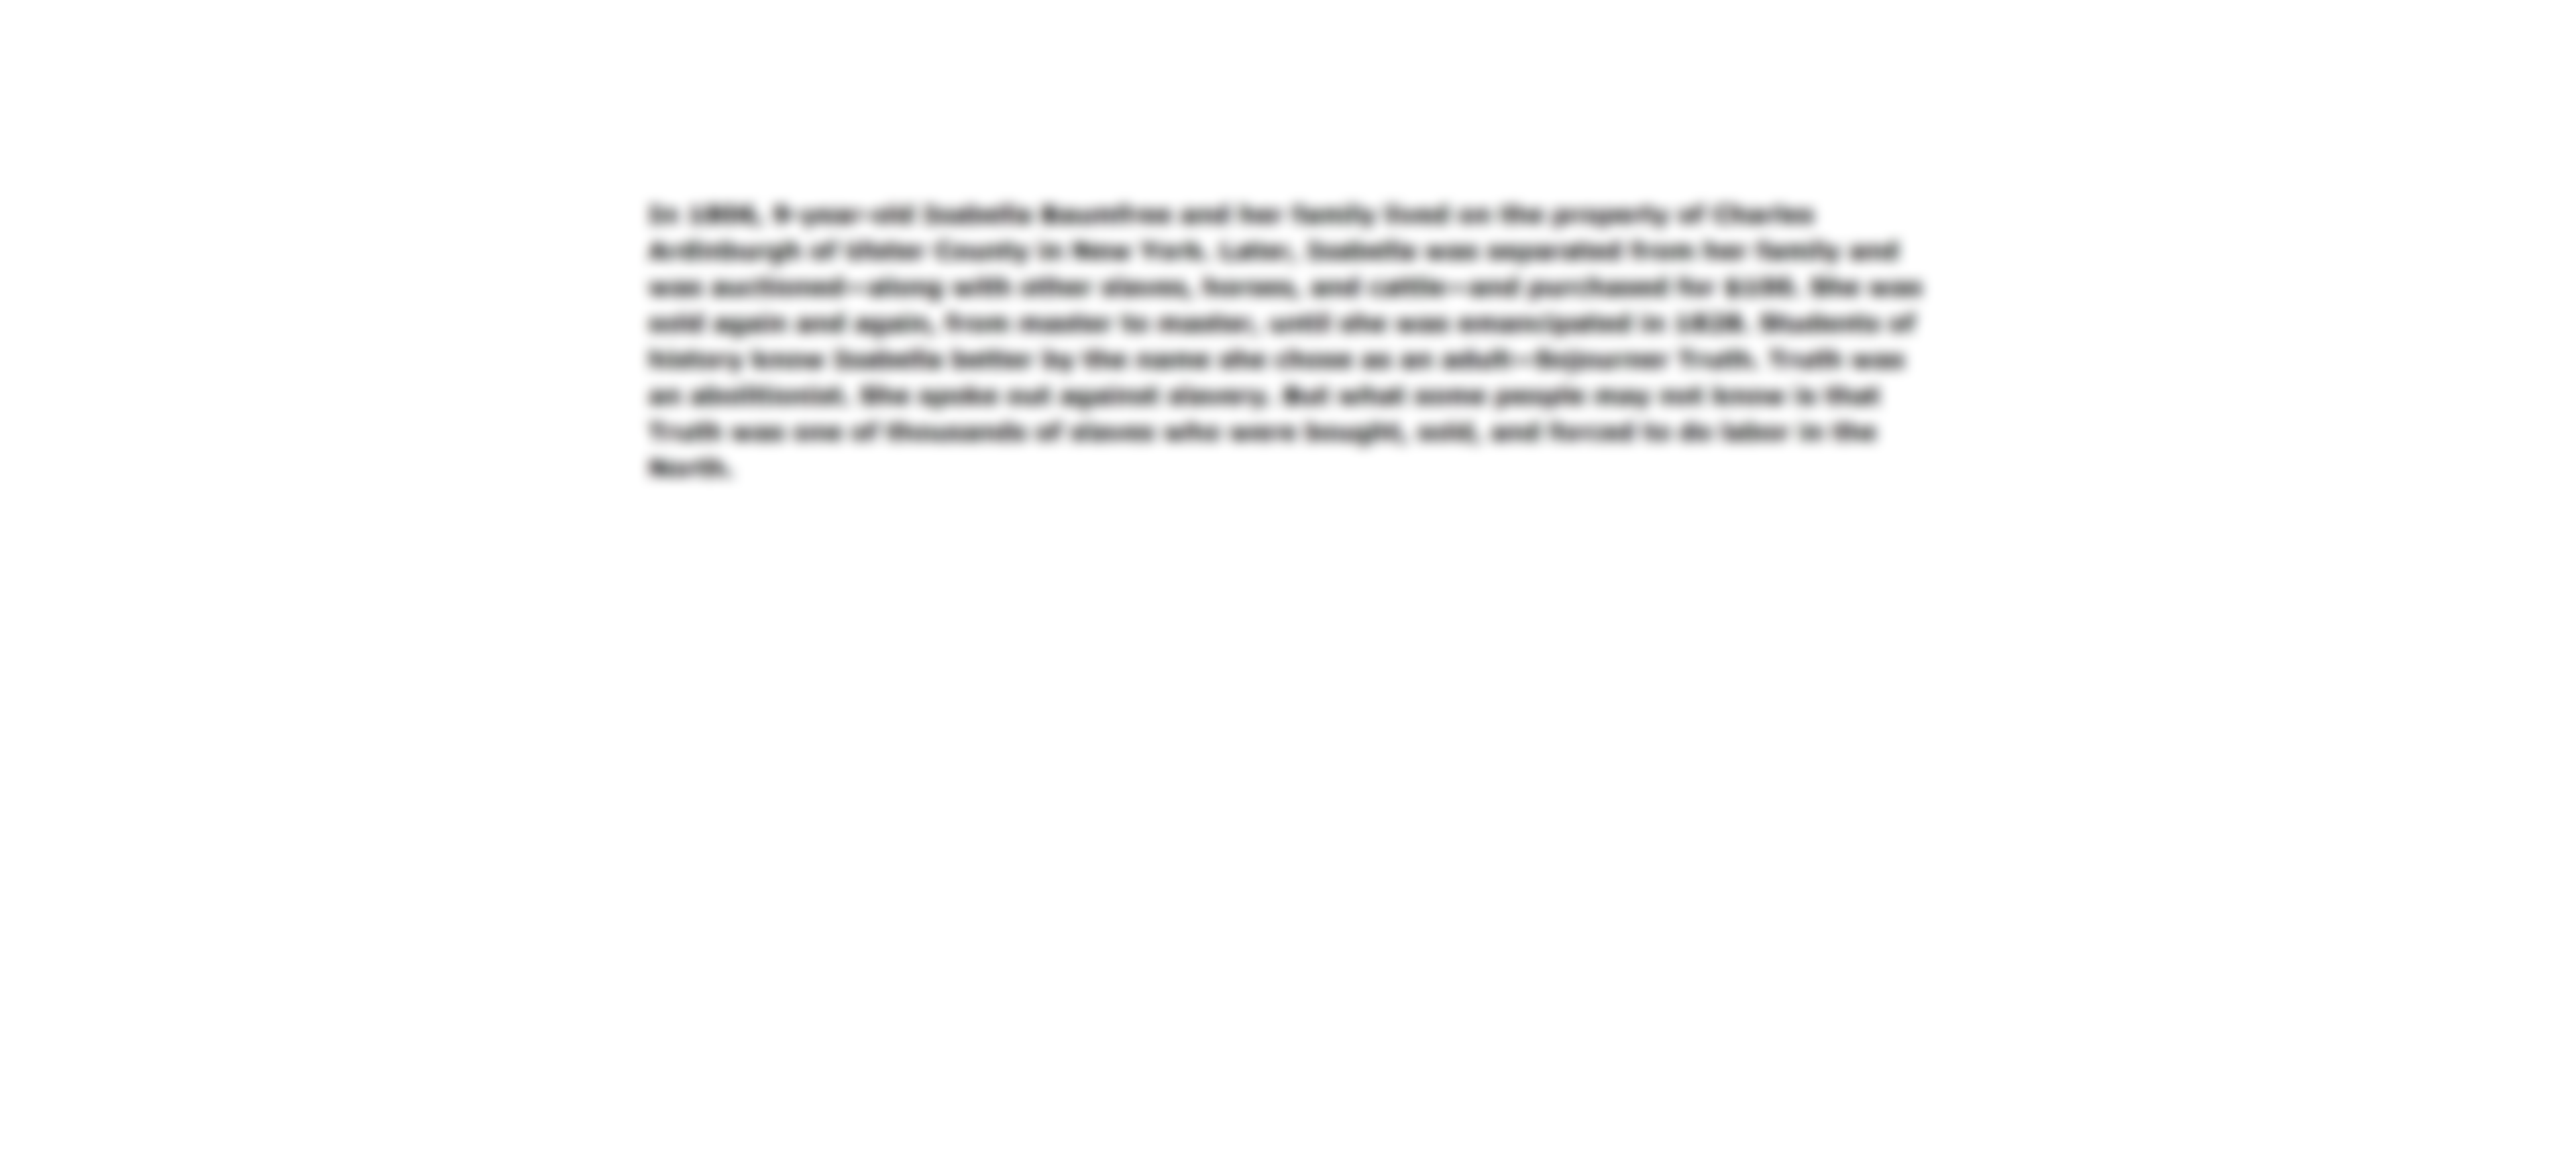 In 1806, 9-year-old Isabella Baumfree and her family lived on the property of Charles
Ardinburgh of Ulster County in New York. Later, Isabella was separated from her family and
was auctioned—along with other slaves, horses, and cattle—and purchased for $100. She was
sold again and again, from master to master, until she was emancipated in 1828. Students of
history know Isabella better by the name she chose as an adult—Sojourner Truth. Truth was
an abolitionist. She spoke out against slavery. But what some people may not know is that
Truth was one of thousands of slaves who were bought, sold, and forced to do labor in the
North.